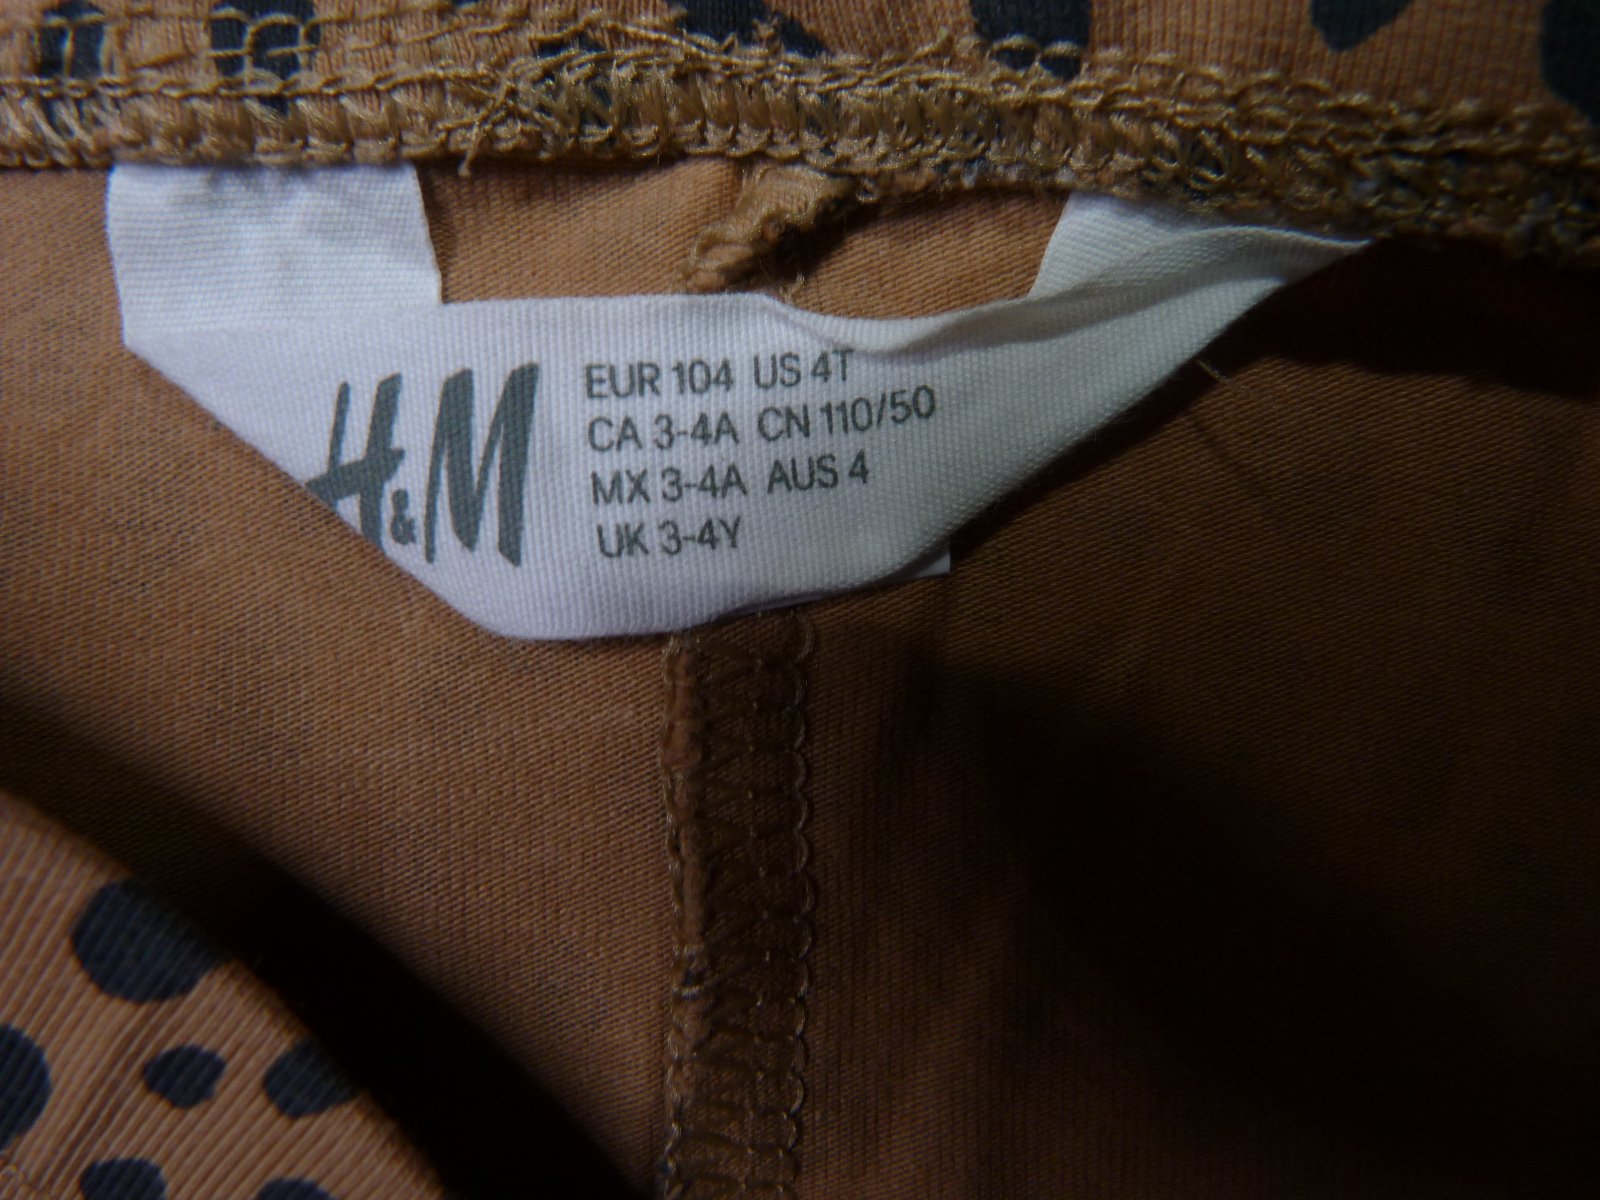 H&M
EUR 104 US 4T
CA 3-4A CN 110/50
MX 3-4A AUS 4
UK 3-4Y